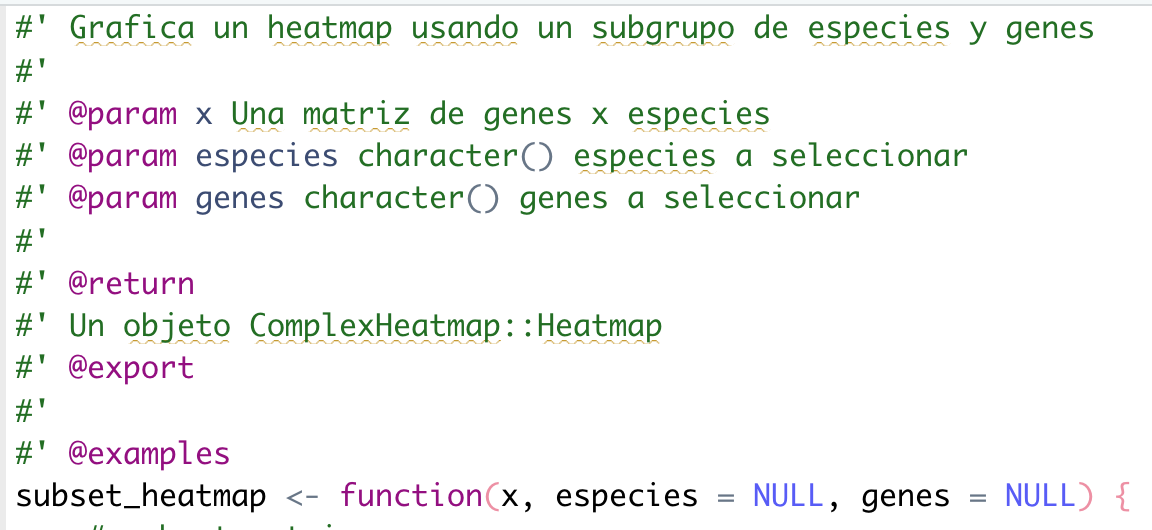 #' Grafica un heatmap usando un subgrupo de especies y genes
#'
#' @param x Una matriz de genes x especies
#' @param especies character() especies a seleccionar
#' @param genes character() genes a seleccionar
#'
#' @return
#' Un objeto ComplexHeatmap::Heatmap
#' @export
#'
#' @examples
subset_heatmap <- function(x, especies = NULL, genes = NULL) {